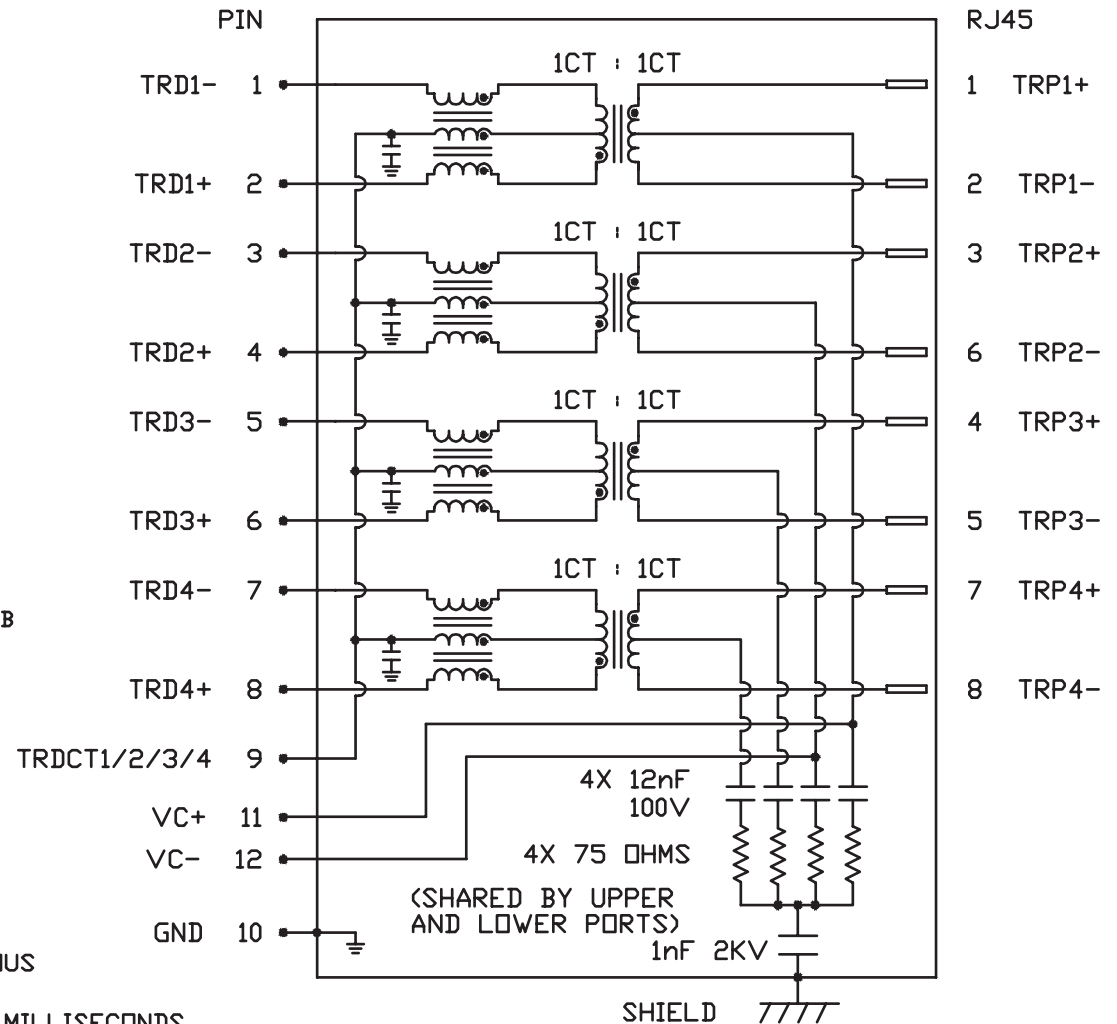 PIN RJ45
1CT : 1CT
TRD1- 1 1 TRP1+
TRD1+ 2 2 TRP1-
1CT : 1CT
TRD2- 3 3 TRP2+
TRD2+ 4 6 TRP2-
1CT : 1CT
TRD3- 5 4 TRP3+
TRD3+ 6 5 TRP3-
1CT : 1CT
TRD4- 7 7 TRP4+
B
TRD4+ 8 8 TRP4-
TRDCT1/2/3/4 9
4X 12nF
100V
VC+ 11
VC- 12
4X 75 OHMS
(SHARED BY UPPER
AND LOWER PORTS)
GND 10
1nF 2KV
SHIELD
MILLISECONDS